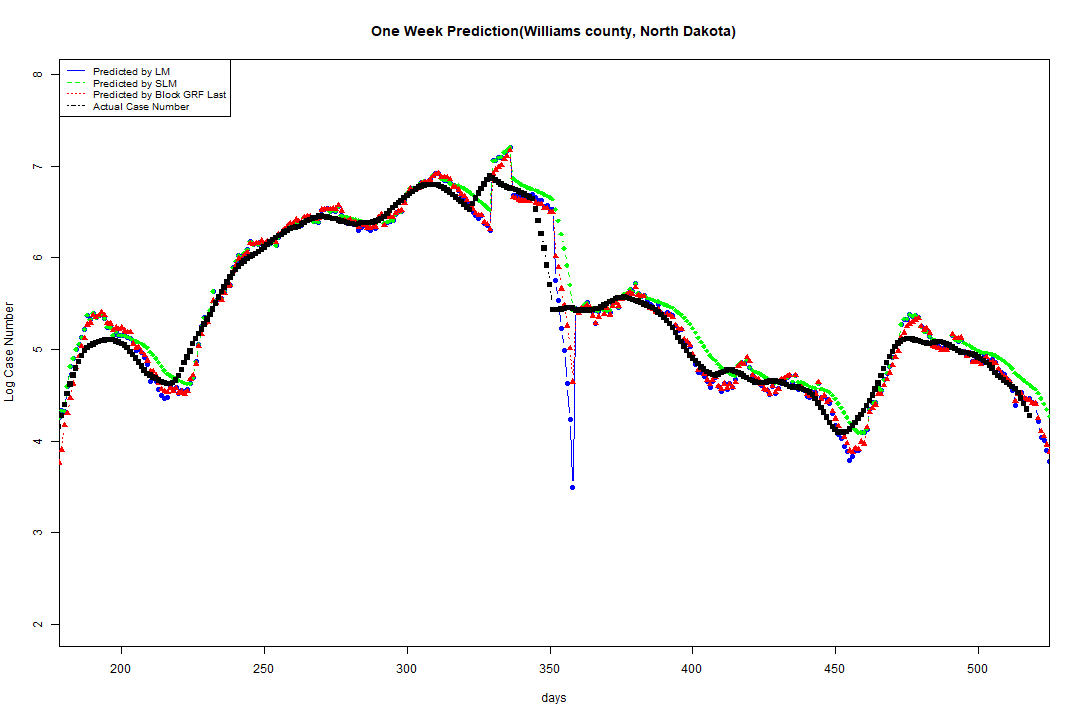 One Week Prediction(Williams county, North Dakota)
Predicted by LM
Predicted by SLM
Predicted by Block GRF Last
Actual Case Number
8
7
6
5
4
3
2
Log Case Number
200 250 300 350 400 450 500
days